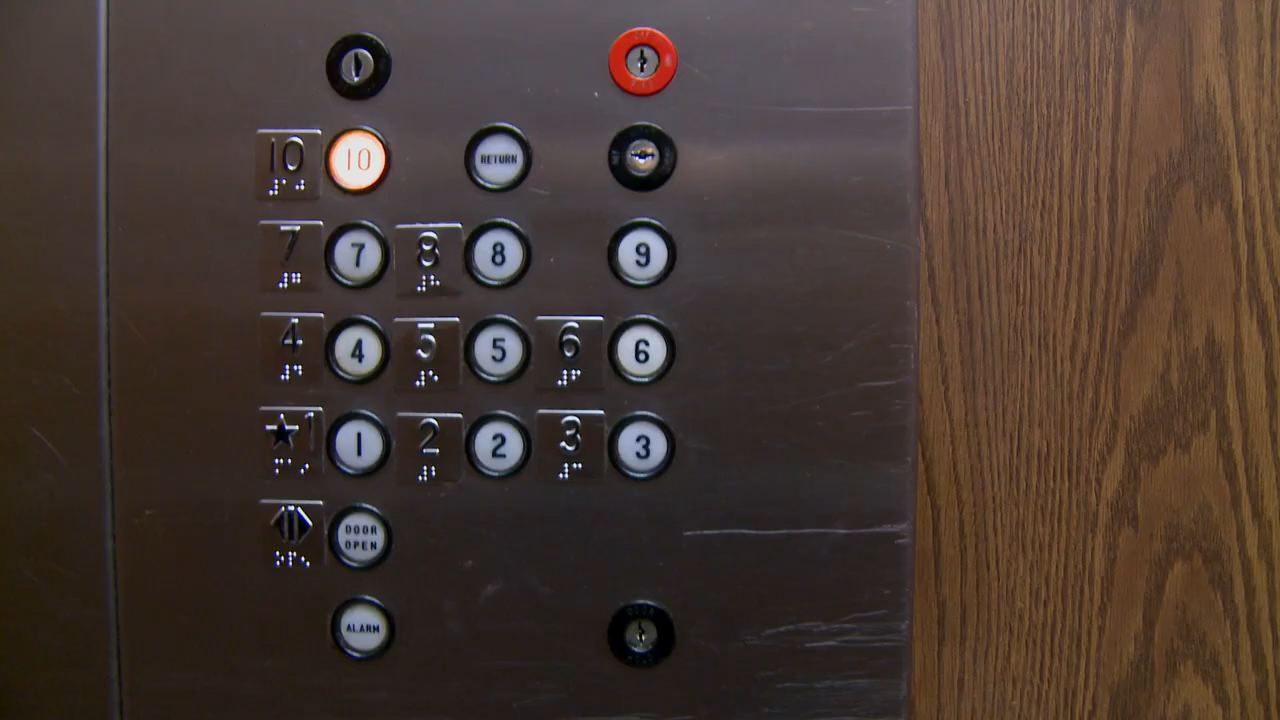 10 10 RETURN
7 7 8 8 9
4 4 5 5 6 6
★1 1 2 2 3 3
DOOR
OPEN
ALARM